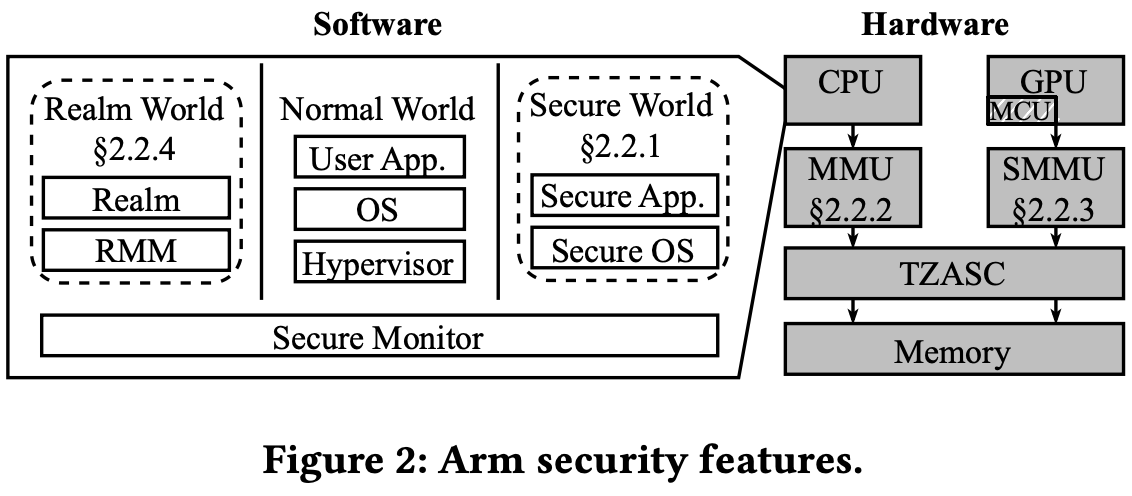 Software
Hardware
Realm World
§2.2.4
Realm
RMM
Normal World
User App.
OS
Hypervisor
Secure World
§2.2.1
Secure App.
Secure OS
Secure Monitor
CPU
GPU
MCU
MMU
§2.2.2
SMMU
§2.2.3
TZASC
Memory
Figure 2: Arm security features.